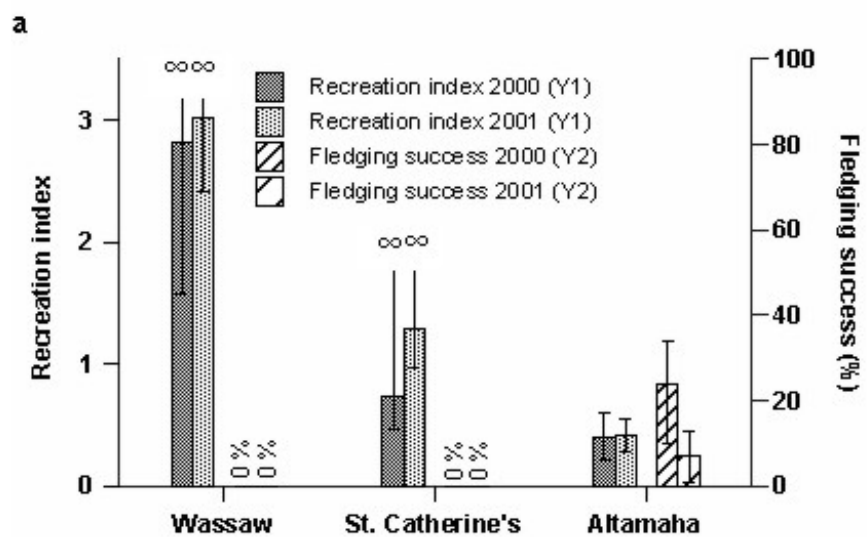 a
∞ ∞
Recreation index 2000 (Y1)
Recreation index 2001 (Y1)
Fledging success 2000 (Y2)
Fledging success 2001 (Y2)
∞ ∞
3
2
1
0
Recreation index
100
80
60
40
20
0
Fledging success (%)
0% 0%
0% 0%
Wassaw
St. Catherine's
Altamaha